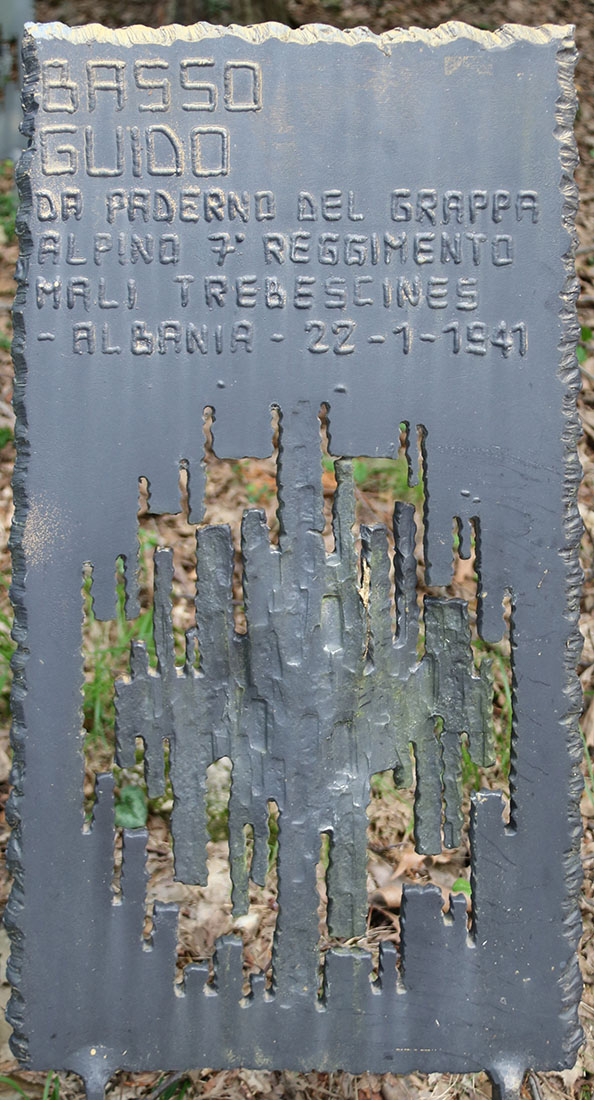 BASSO
GUIDO
DA PADERNO DEL GRAPPA
ALPINO 7° REGGIMENTO
MALI TREBESCINES
- ALBANIA - 22-1-1941